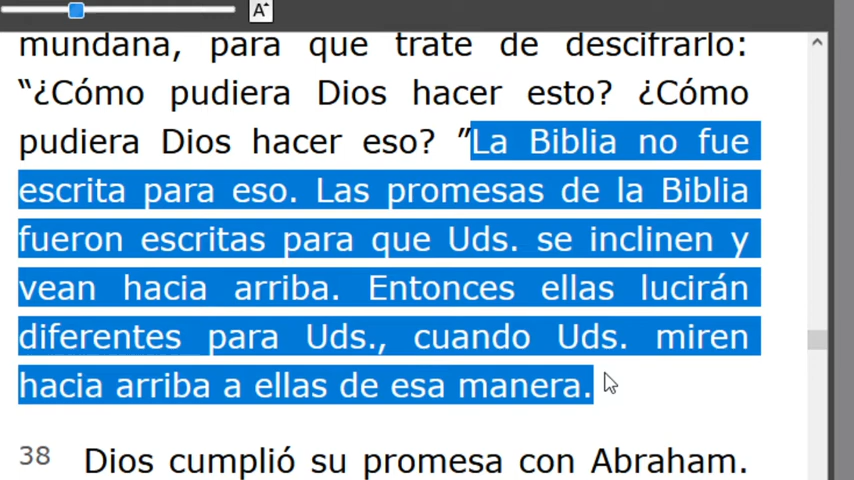 A
mundana, para que trate de descifrarlo:
“¿Cómo pudiera Dios hacer esto? ¿Cómo
pudiera Dios hacer eso? ”La Biblia no fue
escrita para eso. Las promesas de la Biblia
fueron escritas para que Uds. se inclinen y
vean hacia arriba. Entonces ellas lucirán
diferentes para Uds., cuando Uds. miren
hacia arriba a ellas de esa manera.
38 Dios cumplió su promesa con Abraham.